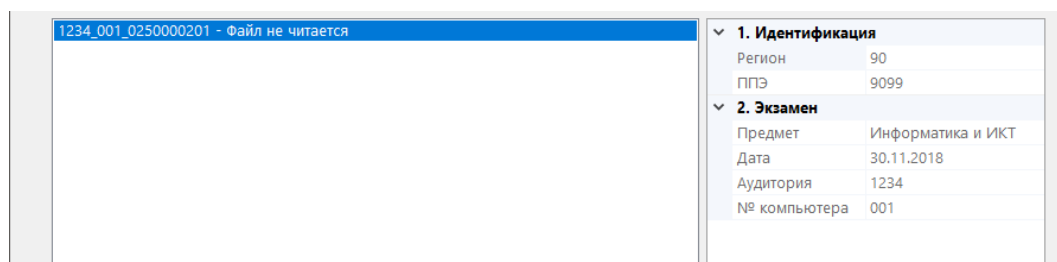 1234_001_0250000201 - Файл не читается
1. Идентификация
Регион 90
ППЭ 9099
2. Экзамен
Предмет Информатика и ИКТ
Дата 30.11.2018
Аудитория 1234
№ компьютера 001